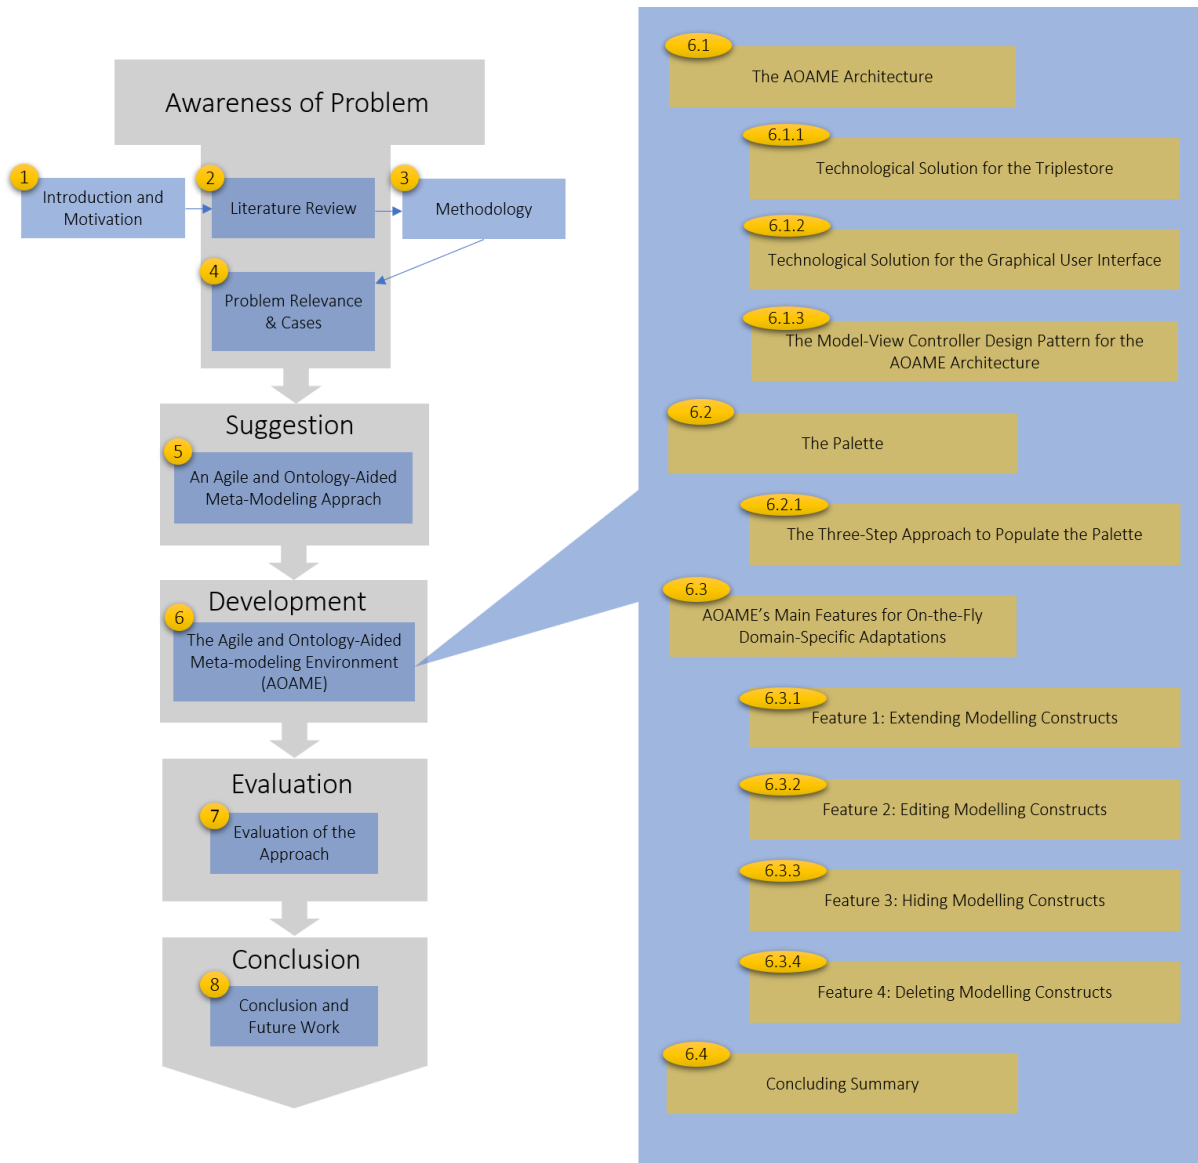 Awareness of Problem
1
Introduction and
Motivation
2
Literature Review
3
Methodology
4
Problem Relevance
& Cases
Suggestion
5
An Agile and Ontology-Aided
Meta-Modeling Apprach
Development
6
The Agile and Ontology-Aided
Meta-modeling Environment
(AOAME)
Evaluation
7
Evaluation of the
Approach
Conclusion
8
Conclusion and
Future Work
6.1
The AOAME Architecture
6.1.1
Technological Solution for the Triplestore
6.1.2
Technological Solution for the Graphical User Interface
6.1.3
The Model-View Controller Design Pattern for the
AOAME Architecture
6.2
The Palette
6.2.1
The Three-Step Approach to Populate the Palette
6.3
AOAME’s Main Features for On-the-Fly
Domain-Specific Adaptations
6.3.1
Feature 1: Extending Modelling Constructs
6.3.2
Feature 2: Editing Modelling Constructs
6.3.3
Feature 3: Hiding Modelling Constructs
6.3.4
Feature 4: Deleting Modelling Constructs
6.4
Concluding Summary